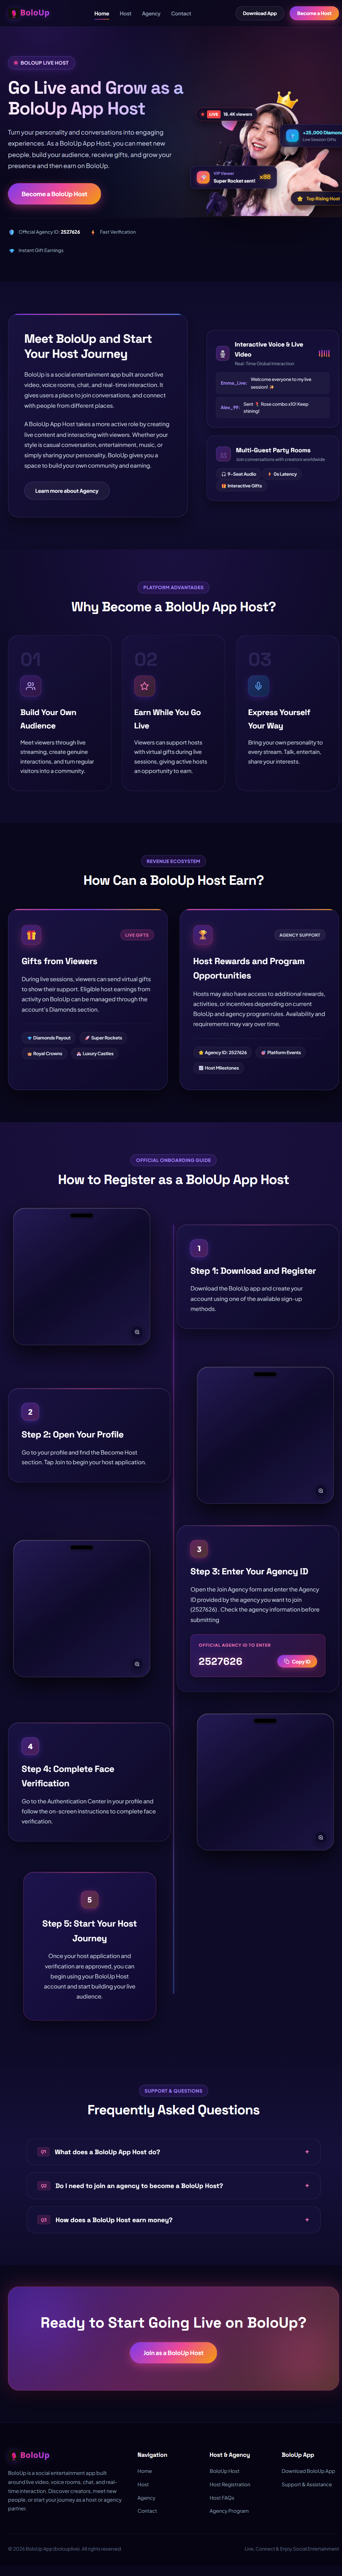 BoloUp
Home
Host
Agency
Contact
Download App
Become a Host
BOLOUP LIVE HOST
Go Live and Grow as a
BoloUp App Host
Turn your personality and conversations into engaging
experiences. As a BoloUp App Host, you can meet new
people, build your audience, receive gifts, and grow your
presence on the BoloUp.
Become a BoloUp Host
Official Agency ID: 2527626
Fast Verification
Instant Gift Earnings
LIVE 18.4K viewers
+25,000 Diamond
Live Session Gifts
VIP Viewer
Super Rocket sent! x88
Top Rising Host
Meet BoloUp and Start
Your Host Journey
BoloUp is a social entertainment app built around live
video, voice rooms, chat, and real-time interaction. It
gives users a place to join conversations, and connect
with people from different places.
A BoloUp App Host takes a more active role by creating
live content and interacting with viewers. Whether your
style is casual conversation, entertainment, music, or
simply sharing your personality, BoloUp gives you a
space to build your own community and earning.
Learn more about Agency
Interactive Voice & Live
Video
Real-Time Global Interaction
Emma_Live:
Welcome everyone to my live
session! ✨
Alex_99:
Sent 🌹 Rose combo x10! Keep
shining!
Multi-Guest Party Rooms
Join conversations with creators worldwide
9-Seat Audio
0s Latency
Interactive Gifts
PLATFORM ADVANTAGES
Why Become a BoloUp App Host?
01
Build Your Own
Audience
Meet viewers through live
streaming, create genuine
interactions, and turn regular
visitors into a community.
02
Earn While You Go
Live
Viewers can support hosts
with virtual gifts during live
sessions, giving active hosts
an opportunity to earn.
03
Express Yourself
Your Way
Bring your own personality to
every stream. Talk, entertain,
share your interests.
REVENUE ECOSYSTEM
How Can a BoloUp Host Earn?
LIVE GIFTS
Gifts from Viewers
During live sessions, viewers can send virtual gifts
to show their support. Eligible host earnings from
activity on BoloUp can be managed through the
account's Diamonds section.
Diamonds Payout
Super Rockets
Royal Crowns
Luxury Castles
AGENCY SUPPORT
Host Rewards and Program
Opportunities
Hosts may also have access to additional rewards,
activities, or incentives depending on current
BoloUp and agency program rules. Availability and
requirements may vary over time.
Agency ID: 2527626
Platform Events
Host Milestones
OFFICIAL ONBOARDING GUIDE
How to Register as a BoloUp App Host
1
Step 1: Download and Register
Download the BoloUp app and create your
account using one of the available sign-up
methods.
2
Step 2: Open Your Profile
Go to your profile and find the Become Host
section. Tap Join to begin your host application.
3
Step 3: Enter Your Agency ID
Open the Join Agency form and enter the Agency
ID provided by the agency you want to join
(2527626) . Check the agency information before
submitting
OFFICIAL AGENCY ID TO ENTER
2527626
Copy ID
4
Step 4: Complete Face
Verification
Go to the Authentication Center in your profile and
follow the on-screen instructions to complete face
verification.
5
Step 5: Start Your Host
Journey
Once your host application and
verification are approved, you can
begin using your BoloUp Host
account and start building your live
audience.
SUPPORT & QUESTIONS
Frequently Asked Questions
Q1 What does a BoloUp App Host do? +
Q2 Do I need to join an agency to become a BoloUp Host? +
Q3 How does a BoloUp Host earn money? +
Ready to Start Going Live on BoloUp?
Join as a BoloUp Host
BoloUp
BoloUp is a social entertainment app built
around live video, voice rooms, chat, and real-
time interaction. Discover creators, meet new
people, or start your journey as a host or agency
partner.
Navigation
Home
Host
Agency
Contact
Host & Agency
BoloUp Host
Host Registration
Host FAQs
Agency Program
BoloUp App
Download BoloUp App
Support & Assistance
© 2026 BoloUp App (boloup.live). All rights reserved.
Live, Connect & Enjoy Social Entertainment